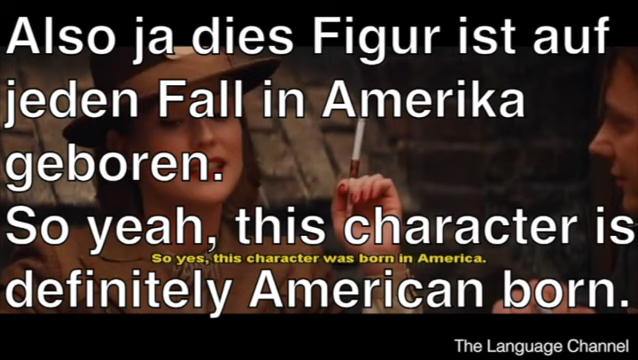 Also ja dies Figur ist auf
jeden Fall in Amerika
geboren.
So yeah, this character is
So yes, this character was born in America.
definitely American born.
The Language Channel